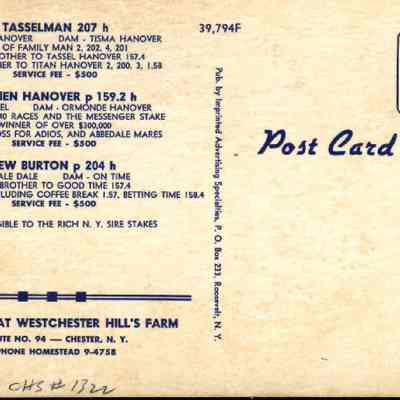 TASSELMAN 207 h
ANOVER DAM - TISMA HANOVER
OF FAMILY MAN 2, 202, 4, 201
OTHER TO TASSEL HANOVER 157.4
HER TO TITAN HANOVER 2, 200, 3, 1.58
SERVICE FEE - $500
IEN HANOVER p 159.2 h
EL DAM - ORMONDE HANOVER
RACES AND THE MESSENGER STAKE
WINNER OF OVER $300,000
OSS FOR ADIOS, AND ABBEDALE MARES
SERVICE FEE - $500
EW BURTON p 204 h
ALE DALE DAM - ON TIME
BROTHER TO GOOD TIME 157.4
LUDING COFFEE BREAK 1.57, BETTING TIME 158.4
SERVICE FEE - $500
IBLE TO THE RICH N. Y. SIRE STAKES
AT WESTCHESTER HILL'S FARM
UTE NO. 94 — CHESTER, N. Y.
PHONE HOMESTEAD 9-4758
OHS # 1322
39,794F
Pub. by Imprinted Advertising Specialties, P. O. Box 233, Roosevelt, N. Y.
Post Card